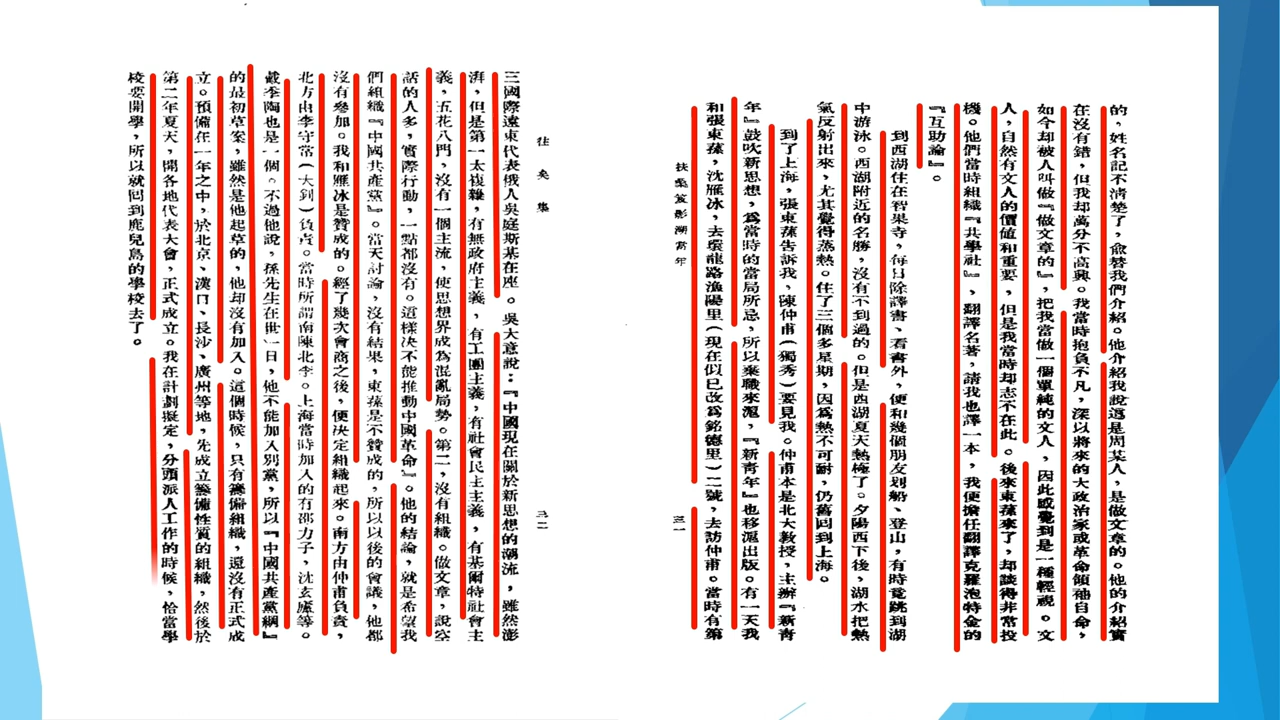 的，姓名記不清楚了，僉替我們介紹。他介紹我說這是周某人，是做文章的。他的介紹實
在沒有錯，但我却萬分不高興。我當時抱負不凡，深以將來的大政治家或革命領袖自命，
如今却被人叫做『做文章的』，把我當做一個單純的文人，因此感覺到是一種輕視。文
人，自然有文人的價値和重要，但是我當時却志不在此。後來東蓀來了，却談得非常投
機。他們當時組織『共學社』，翻譯名著，請我也譯一本，我便擔任翻譯克羅泡特金的
『互助論』。
到西湖住在智果寺，每日除譯書、看書外，便和幾個朋友划船、登山，有時竟跳到湖
中游泳。西湖附近的名勝，沒有不到過的。但是西湖夏天熱極了。夕陽西下後，湖水把熱
氣反射出來，尤其覺得蒸熱。住了三個多星期，因爲熱不可耐，仍舊回到上海。
到了上海，張東蓀告訴我，陳仲甫（獨秀）要見我。仲甫本是北大教授，主辦『新青
年』鼓吹新思想，爲當時的當局所忌，所以棄職來滬，『新青年』也移滬出版。有一天我
和張東蓀，沈雁冰，去環龍路漁陽里（現在似已改爲銘德里）二號，去訪仲甫。當時有第
扶桑笈影溯當年
三一
往矣集
三二
三國際遠東代表俄人吳庭斯基在座。吳大意說：『中國現在關於新思想的潮流，雖然澎
湃，但是第一太複雜，有無政府主義，有工團主義，有社會民主主義，有基爾特社會主
義，五花八門，沒有一個主流，使思想界成為混亂局勢。第二，沒有組織。做文章，說空
話的人多，實際行動，一點都沒有。這樣决不能推動中國革命』。他的結論，就是希望我
們組織『中國共產黨』。當天討論，沒有結果，東蓀是不贊成的，所以以後的會議，他都
沒有參加。我和雁冰是贊成的。經了幾次會商之後，便决定組織起來。南方由仲甫負責，
北方由李守常（大釗）負責。當時所謂南陳北李。上海當時加入的有邵力子，沈玄廬等。
戴季陶也是一個。不過他說，孫先生在世一日，他不能加入別黨，所以『中國共產黨綱』
的最初草案，雖然是他起草的，他却沒有加入。這個時候，只有籌備組織，還沒有正式成
立。預備在一年之中，於北京、漢口、長沙、廣州等地，先成立籌備性質的組織，然後於
第二年夏天，開各地代表大會，正式成立。我在計劃擬定，分頭派人工作的時候，恰當學
校要開學，所以就回到鹿兒島的學校去了。